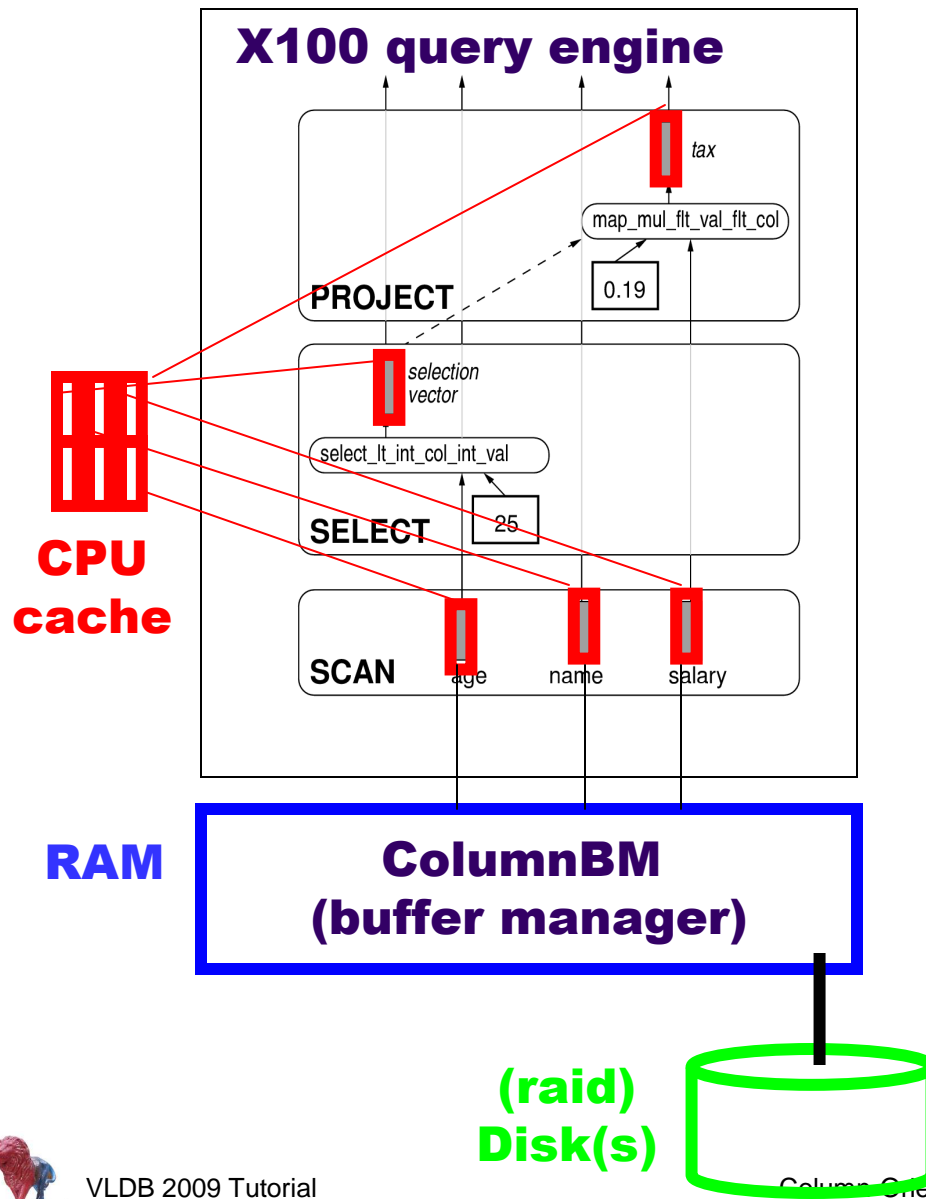 X100 query engine
tax
map_mul_flt_val_flt_col
0.19
PROJECT
selection
vector
select_lt_int_col_int_val
25
SELECT
CPU
cache
SCAN
age
name
salary
RAM
ColumnBM
(buffer manager)
(raid)
Disk(s)
VLDB 2009 Tutorial